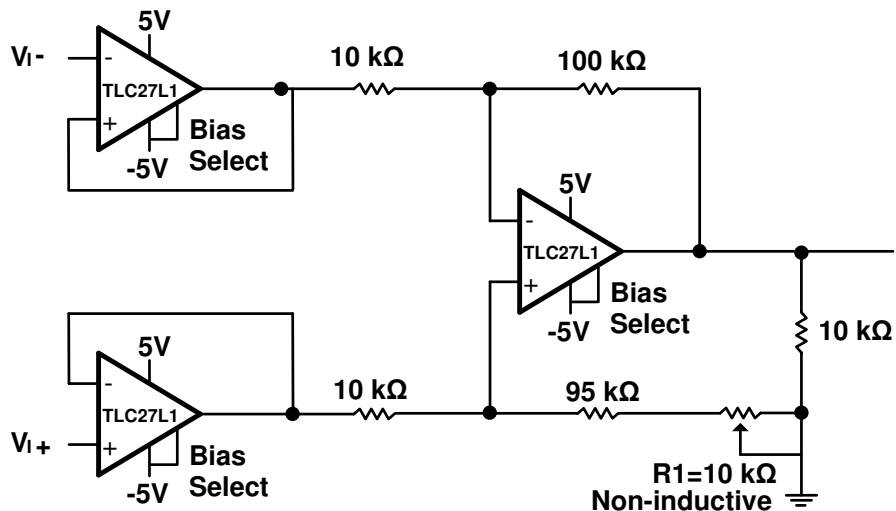 5V
VI-
-
TLC27L1
+
Bias
Select
-5V
10 kΩ
100 kΩ
5V
-
TLC27L1
+
Bias
Select
-5V
10 kΩ
5V
-
TLC27L1
+
VI+
Bias
Select
-5V
10 kΩ
95 kΩ
R1=10 kΩ
Non-inductive